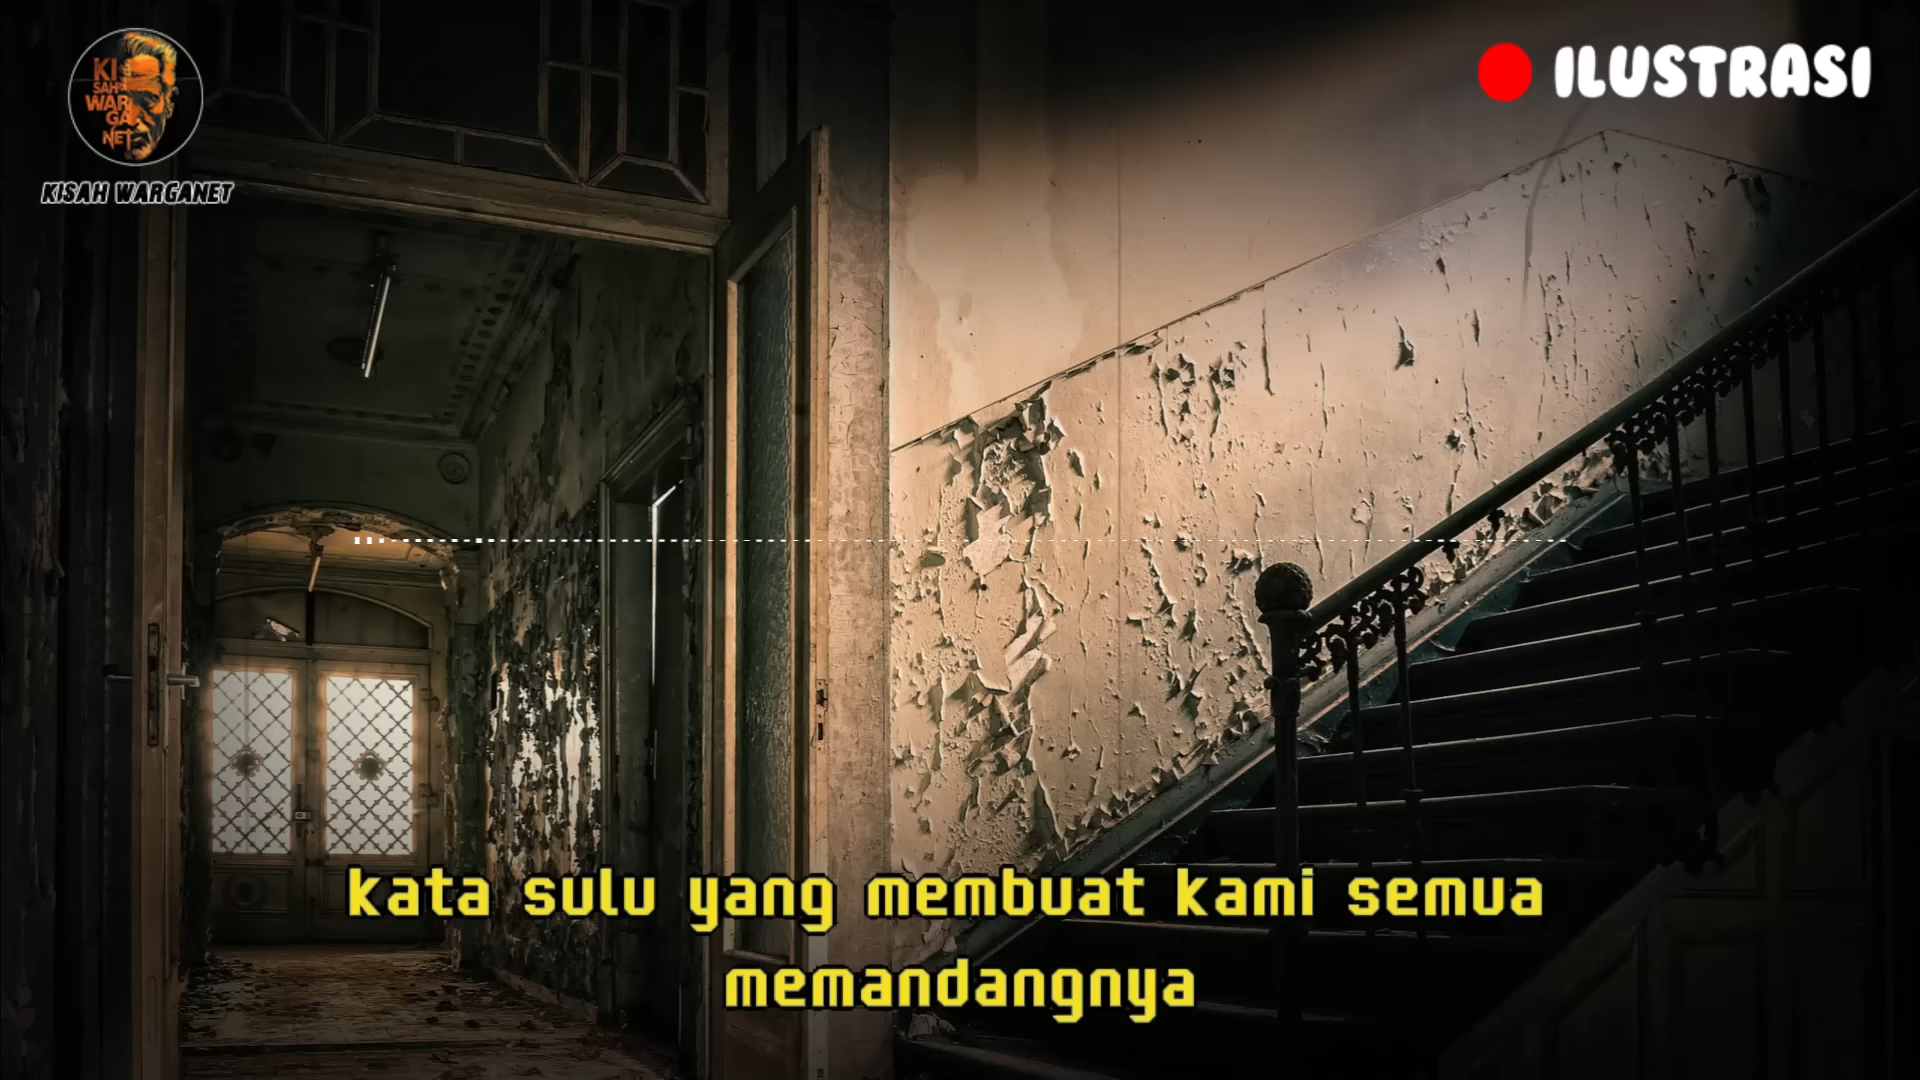 KI
SAH
WAR
GA
NET
KISAH WARGANET
ILUSTRASI
kata sulu yang membuat kami semua
memandangnya